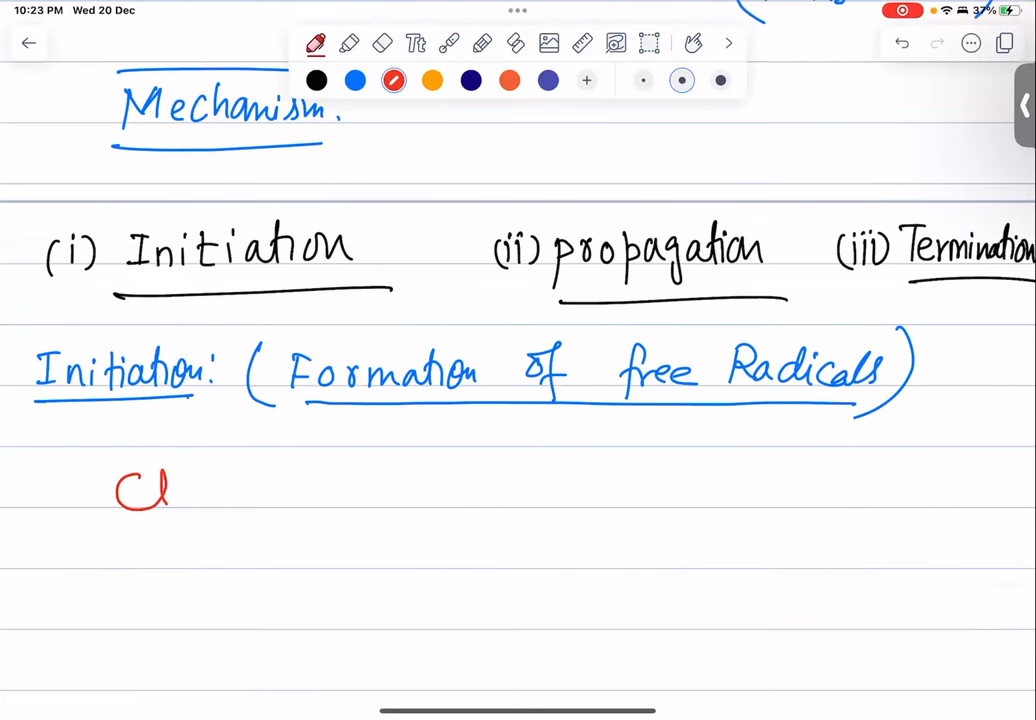 10:23 PM Wed 20 Dec
37%
Tt
Mechanism.
(i) Initiation (ii) propagation (iii) Termination
Initiation: (Formation of free Radicals)
Cl